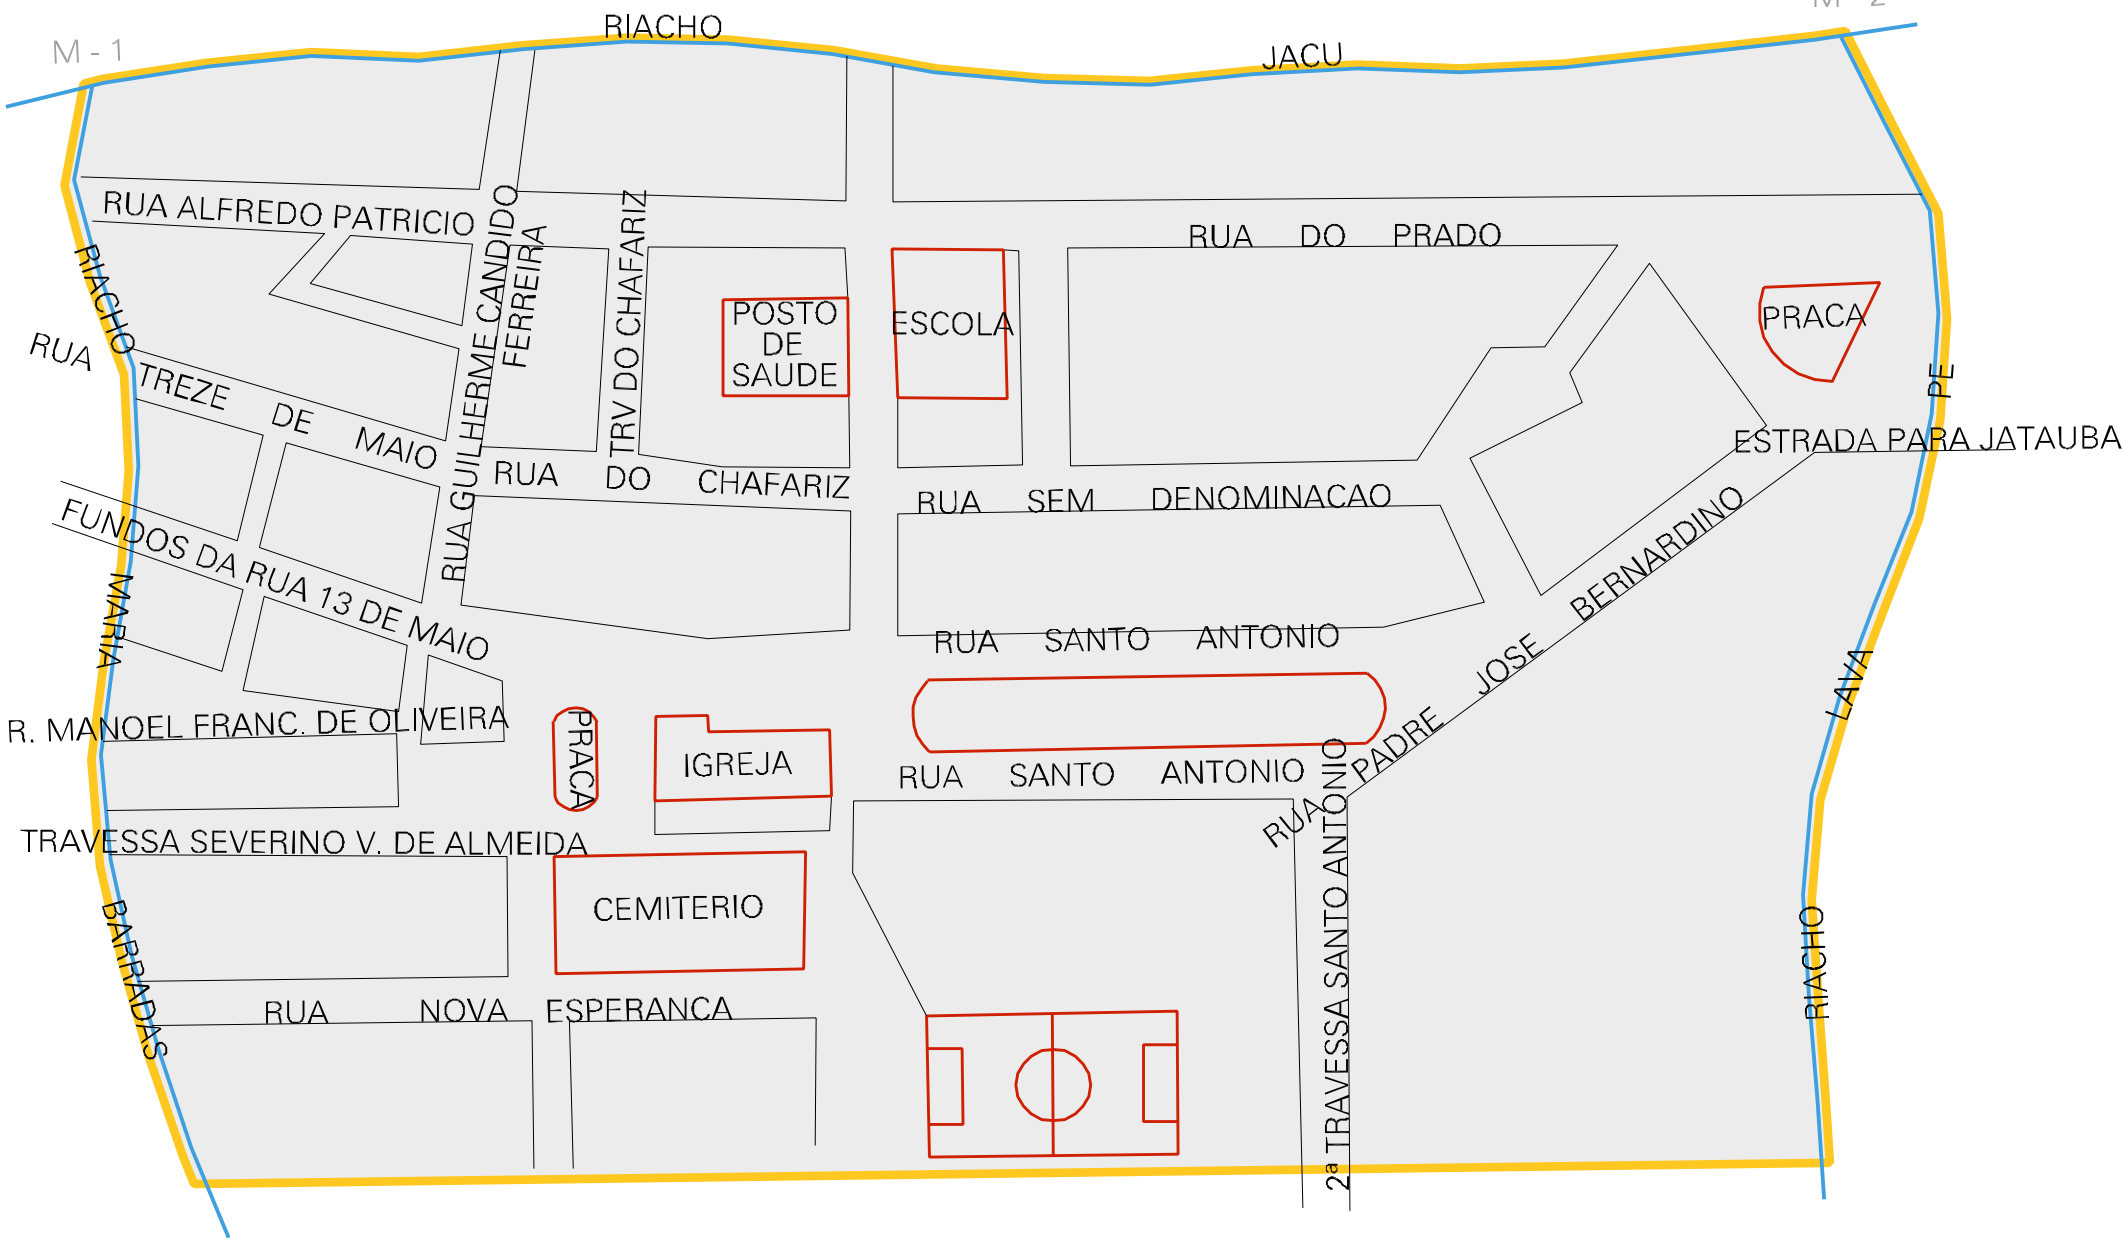 M - 1
M - 2
RIACHO
JACU
RUA ALFREDO PATRICIO
RUA GUILHERME CANDIDO
FERREIRA
TRV DO CHAFARIZ
RUA DO PRADO
POSTO
DE
SAUDE
ESCOLA
PRACA
RIACHO
MARIA
BARRADAS
RUA TREZE DE MAIO
PE
LAVA
RIACHO
ESTRADA PARA JATAUBA
RUA DO CHAFARIZ
RUA SEM DENOMINACAO
FUNDOS DA RUA 13 DE MAIO
RUA PADRE JOSE BERNARDINO
RUA SANTO ANTONIO
R. MANOEL FRANC. DE OLIVEIRA
PRACA
IGREJA
RUA SANTO ANTONIO
TRAVESSA SEVERINO V. DE ALMEIDA
CEMITERIO
2ª TRAVESSA SANTO ANTONIO
RUA NOVA ESPERANCA